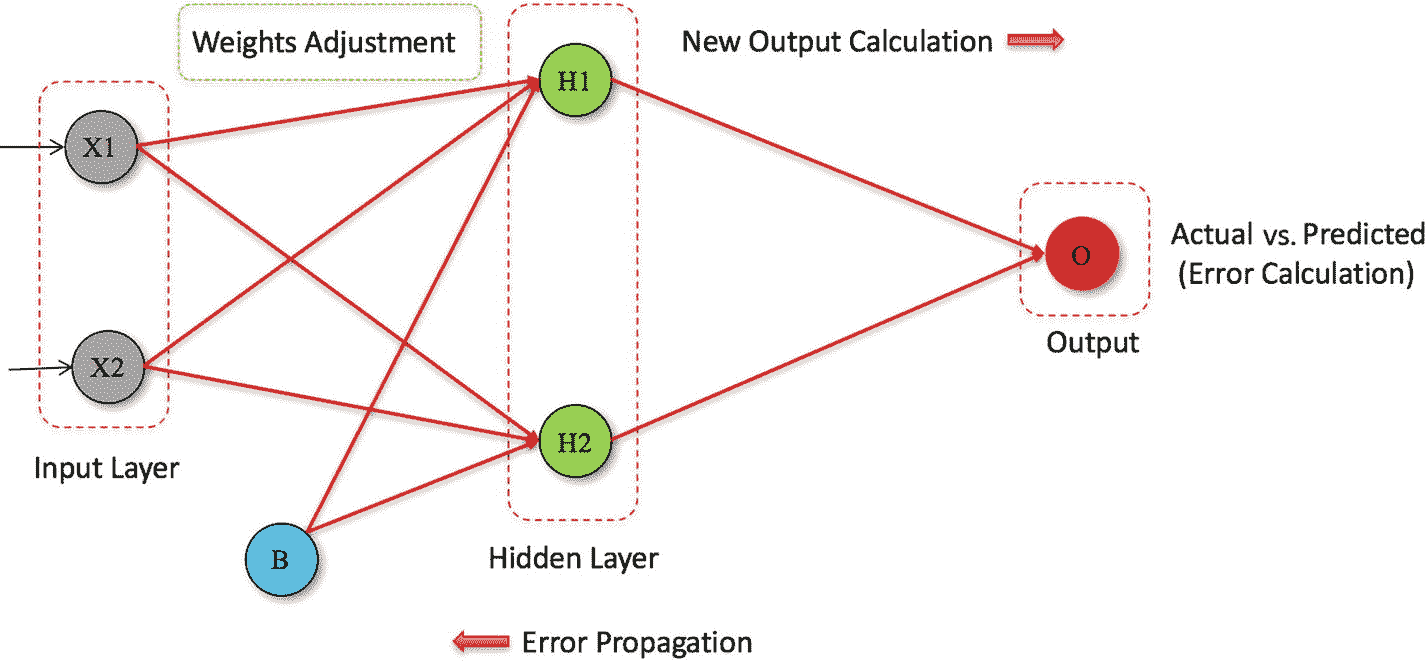 Weights Adjustment
New Output Calculation
H1
X1
O
Actual vs. Predicted
(Error Calculation)
Output
X2
H2
Input Layer
B
Hidden Layer
Error Propagation